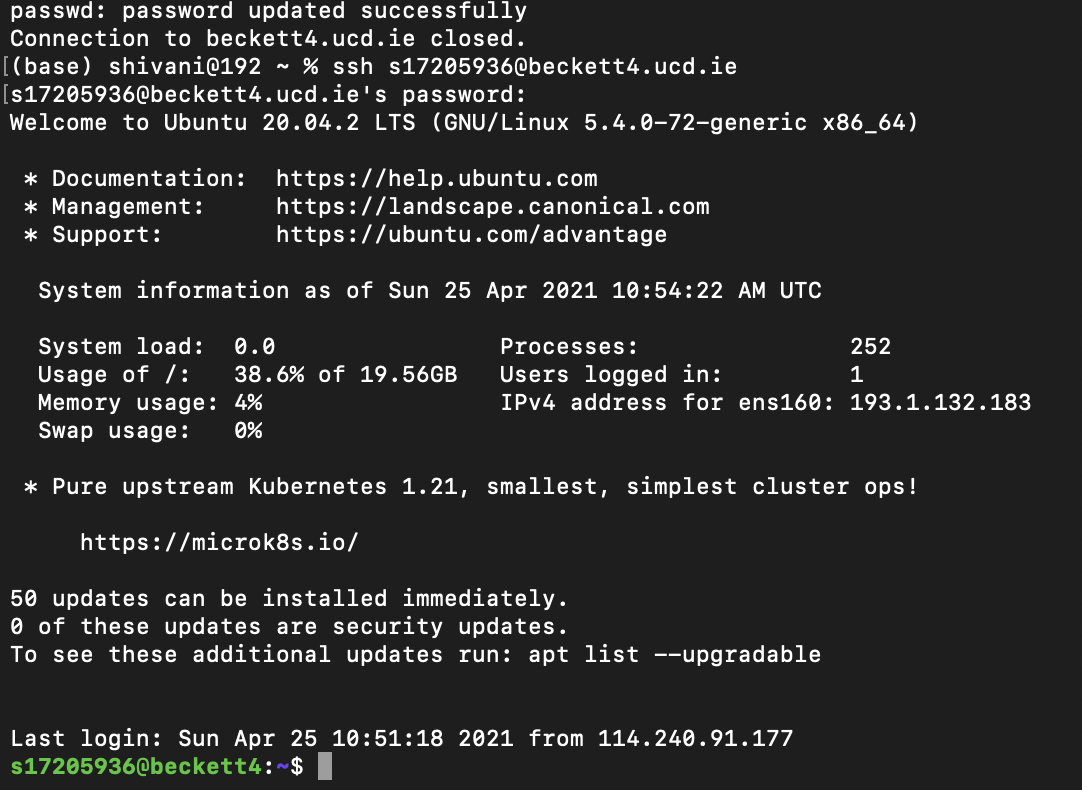 passwd: password updated successfully
Connection to beckett4.ucd.ie closed.
[(base) shivani@192 ~ % ssh s17205936@beckett4.ucd.ie
[s17205936@beckett4.ucd.ie's password:
Welcome to Ubuntu 20.04.2 LTS (GNU/Linux 5.4.0-72-generic x86_64)
* Documentation: https://help.ubuntu.com
* Management: https://landscape.canonical.com
* Support: https://ubuntu.com/advantage
System information as of Sun 25 Apr 2021 10:54:22 AM UTC
System load: 0.0 Processes: 252
Usage of /: 38.6% of 19.56GB Users logged in: 1
Memory usage: 4% IPv4 address for ens160: 193.1.132.183
Swap usage: 0%
* Pure upstream Kubernetes 1.21, smallest, simplest cluster ops!
https://microk8s.io/
50 updates can be installed immediately.
0 of these updates are security updates.
To see these additional updates run: apt list --upgradable
Last login: Sun Apr 25 10:51:18 2021 from 114.240.91.177
s17205936@beckett4:~$